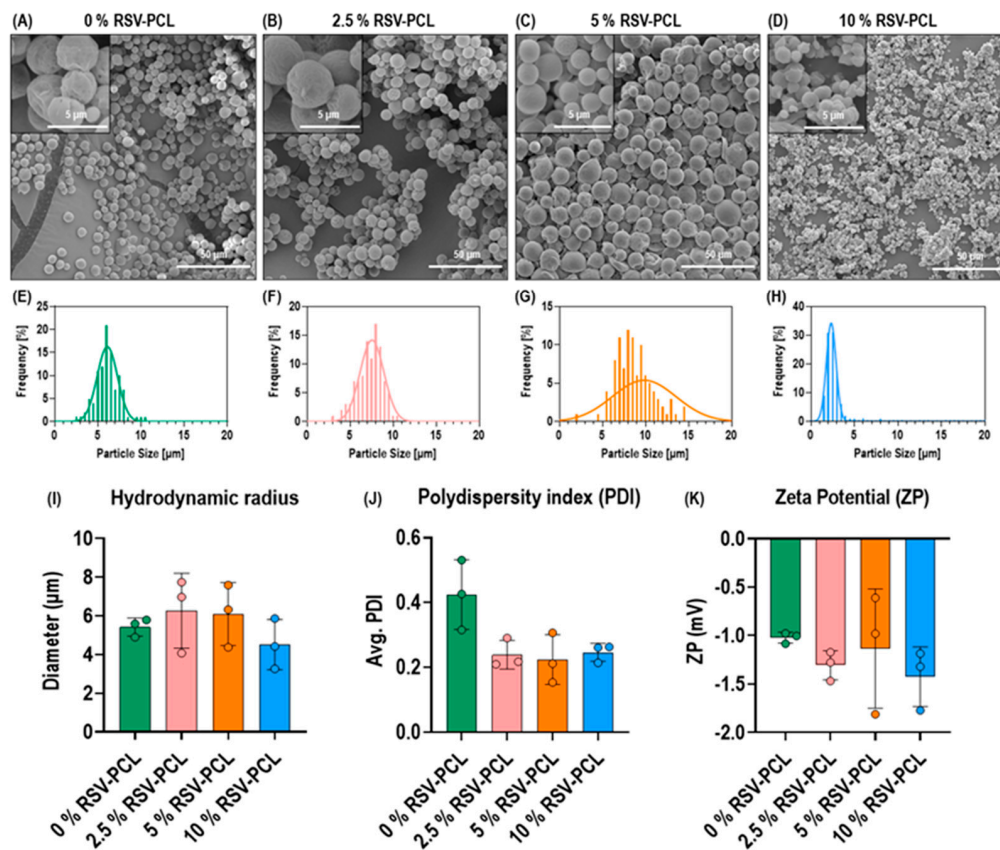 (A) 0 % RSV-PCL
(B) 2.5 % RSV-PCL
(C) 5 % RSV-PCL
(D) 10 % RSV-PCL
5 µm
50 µm
5 µm
50 µm
5 µm
50 µm
5 µm
50 µm
(E)
Frequency [%]
25
20
15
10
5
0
0 5 10 15 20
Particle Size [µm]
(F)
Frequency [%]
20
15
10
5
0
0 5 10 15 20
Particle Size [µm]
(G)
Frequency [%]
15
10
5
0
0 5 10 15 20
Particle Size [µm]
(H)
Frequency [%]
40
30
20
10
0
0 5 10 15 20
Particle Size [µm]
(I) Hydrodynamic radius
Diameter (µm)
10
8
6
4
2
0
0 % RSV-PCL
2.5 % RSV-PCL
5 % RSV-PCL
10 % RSV-PCL
(J) Polydispersity index (PDI)
Avg. PDI
0.6
0.4
0.2
0.0
0 % RSV-PCL
2.5 % RSV-PCL
5 % RSV-PCL
10 % RSV-PCL
(K) Zeta Potential (ZP)
ZP (mV)
0.0
-0.5
-1.0
-1.5
-2.0
0 % RSV-PCL
2.5 % RSV-PCL
5 % RSV-PCL
10 % RSV-PCL